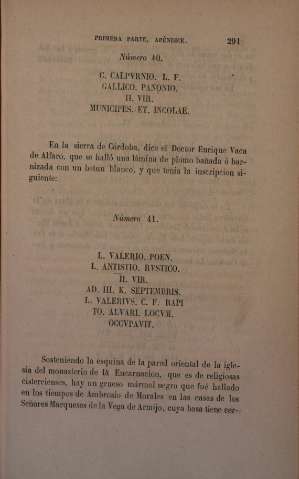 PRIMERA PARTE, APÉNDICE. 291
Número 40.
C. CALPVRNIO. L. F.
GALLICO. PANONIO.
II. VIR.
MUNICIPES. ET. INCOLAE.
En la sierra de Córdoba, dice el Doctor Enrique Vaca
de Alfaro, que se halló una lámina de plomo bañada ó bar-
nizada con un betun blanco, y que tenia la inscripcion si-
guiente:
Número 41.
L. VALERIO. POEN.
L. ANTISTIO. RVSTICO.
II. VIR.
AD. III. K. SEPTEMBRIS.
L. VALERIVS. C. F. RAPI
TO. ALVARI. LOCVM.
OCCVPAVIT.
Sosteniendo la esquina de la pared oriental de la igle-
sia del monasterio de la Encarnacion, que es de religiosas
cistercienses, hay un grueso mármol negro que fué hallado
en los tiempos de Ambrosio de Morales en las casas de los
Señores Marqueses de la Vega de Armijo, cuya basa tiene cer-